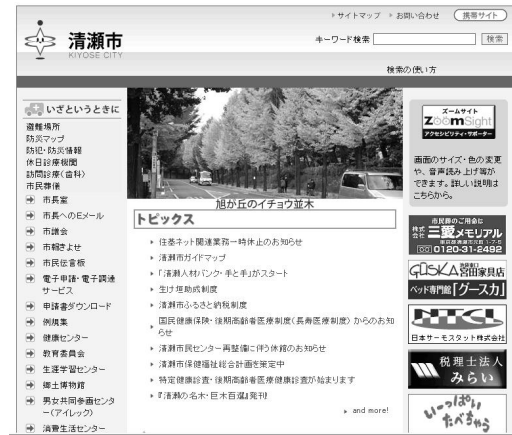 サイトマップ お問い合わせ 携帯サイト
清瀬市
KIYOSE CITY
キーワード検索 検索
検索の使い方
いざというときに
避難場所
防災マップ
防犯・防災情報
休日診療機関
訪問診療(歯科)
市民葬儀
市長室
市長へのEメール
市議会
市報きよせ
市民伝言板
電子申請・電子調達
サービス
申請書ダウンロード
例規集
健康センター
教育委員会
生涯学習センター
郷土博物館
男女共同参画センタ
ー(アイレック)
消費生活センター
旭が丘のイチョウ並木
トピックス
住基ネット関連業務一時休止のお知らせ
清瀬市ガイドマップ
「清瀬人材バンク・手と手」がスタート
生け垣助成制度
清瀬市ふるさと納税制度
国民健康保険・後期高齢者医療制度(長寿医療制度) からのお知
らせ
清瀬市民センター再整備に伴う休館のお知らせ
清瀬市保健福祉総合計画を策定中
特定健康診査・後期高齢者医療健康診査が始まります
『清瀬の名木・巨木百選』発刊!
and more!
ズームサイト
ZoomSight
アクセシビリティ・サポーター
画面のサイズ・色の変更
や、音声読み上げ等が
できます。詳しい説明は
こちらから。
市民葬のご用命は
株式会社 三愛メモリアル
0120-31-2492
GÜSKA 宮田家具店
ベッド専門館「グースカ」
NTCL
日本サーモスタット株式会社
税理士法人
みらい
いーっぱい
たべちゃう